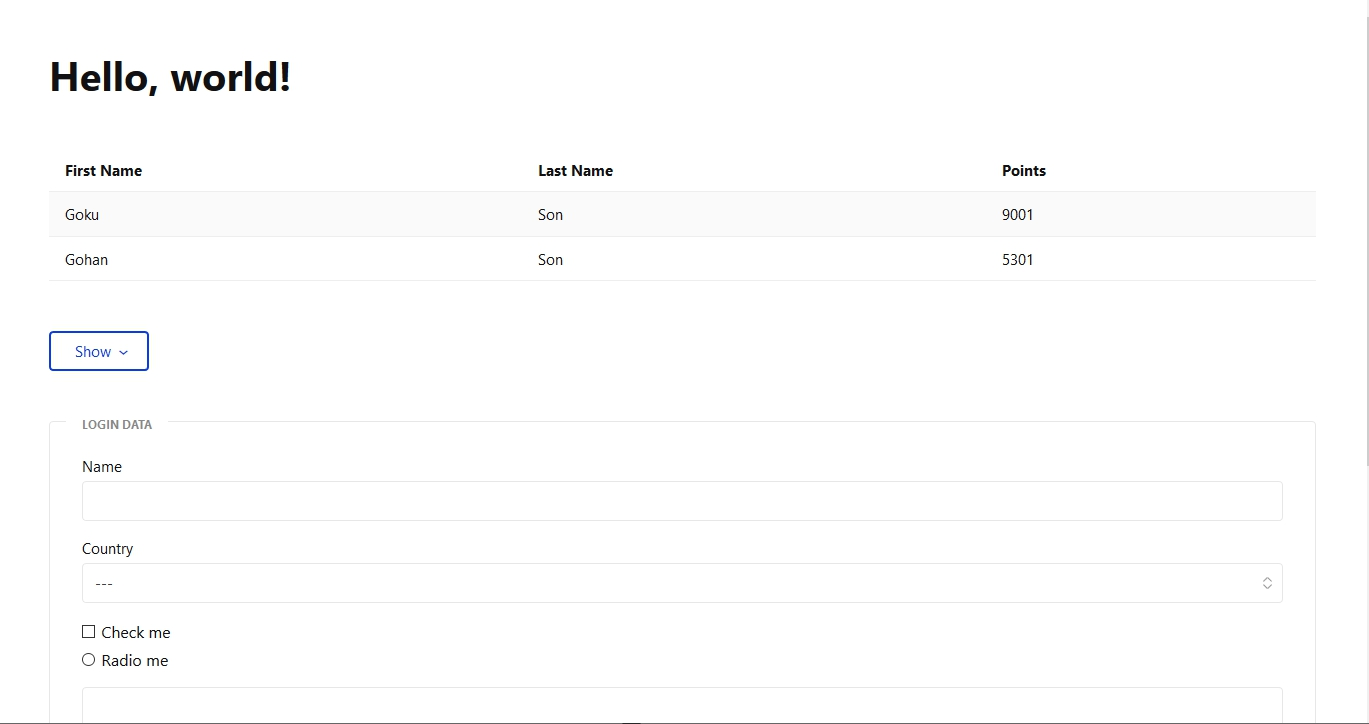 Hello, world!
First Name Last Name Points
Goku Son 9001
Gohan Son 5301
Show
LOGIN DATA
Name
Country
---
Check me
Radio me